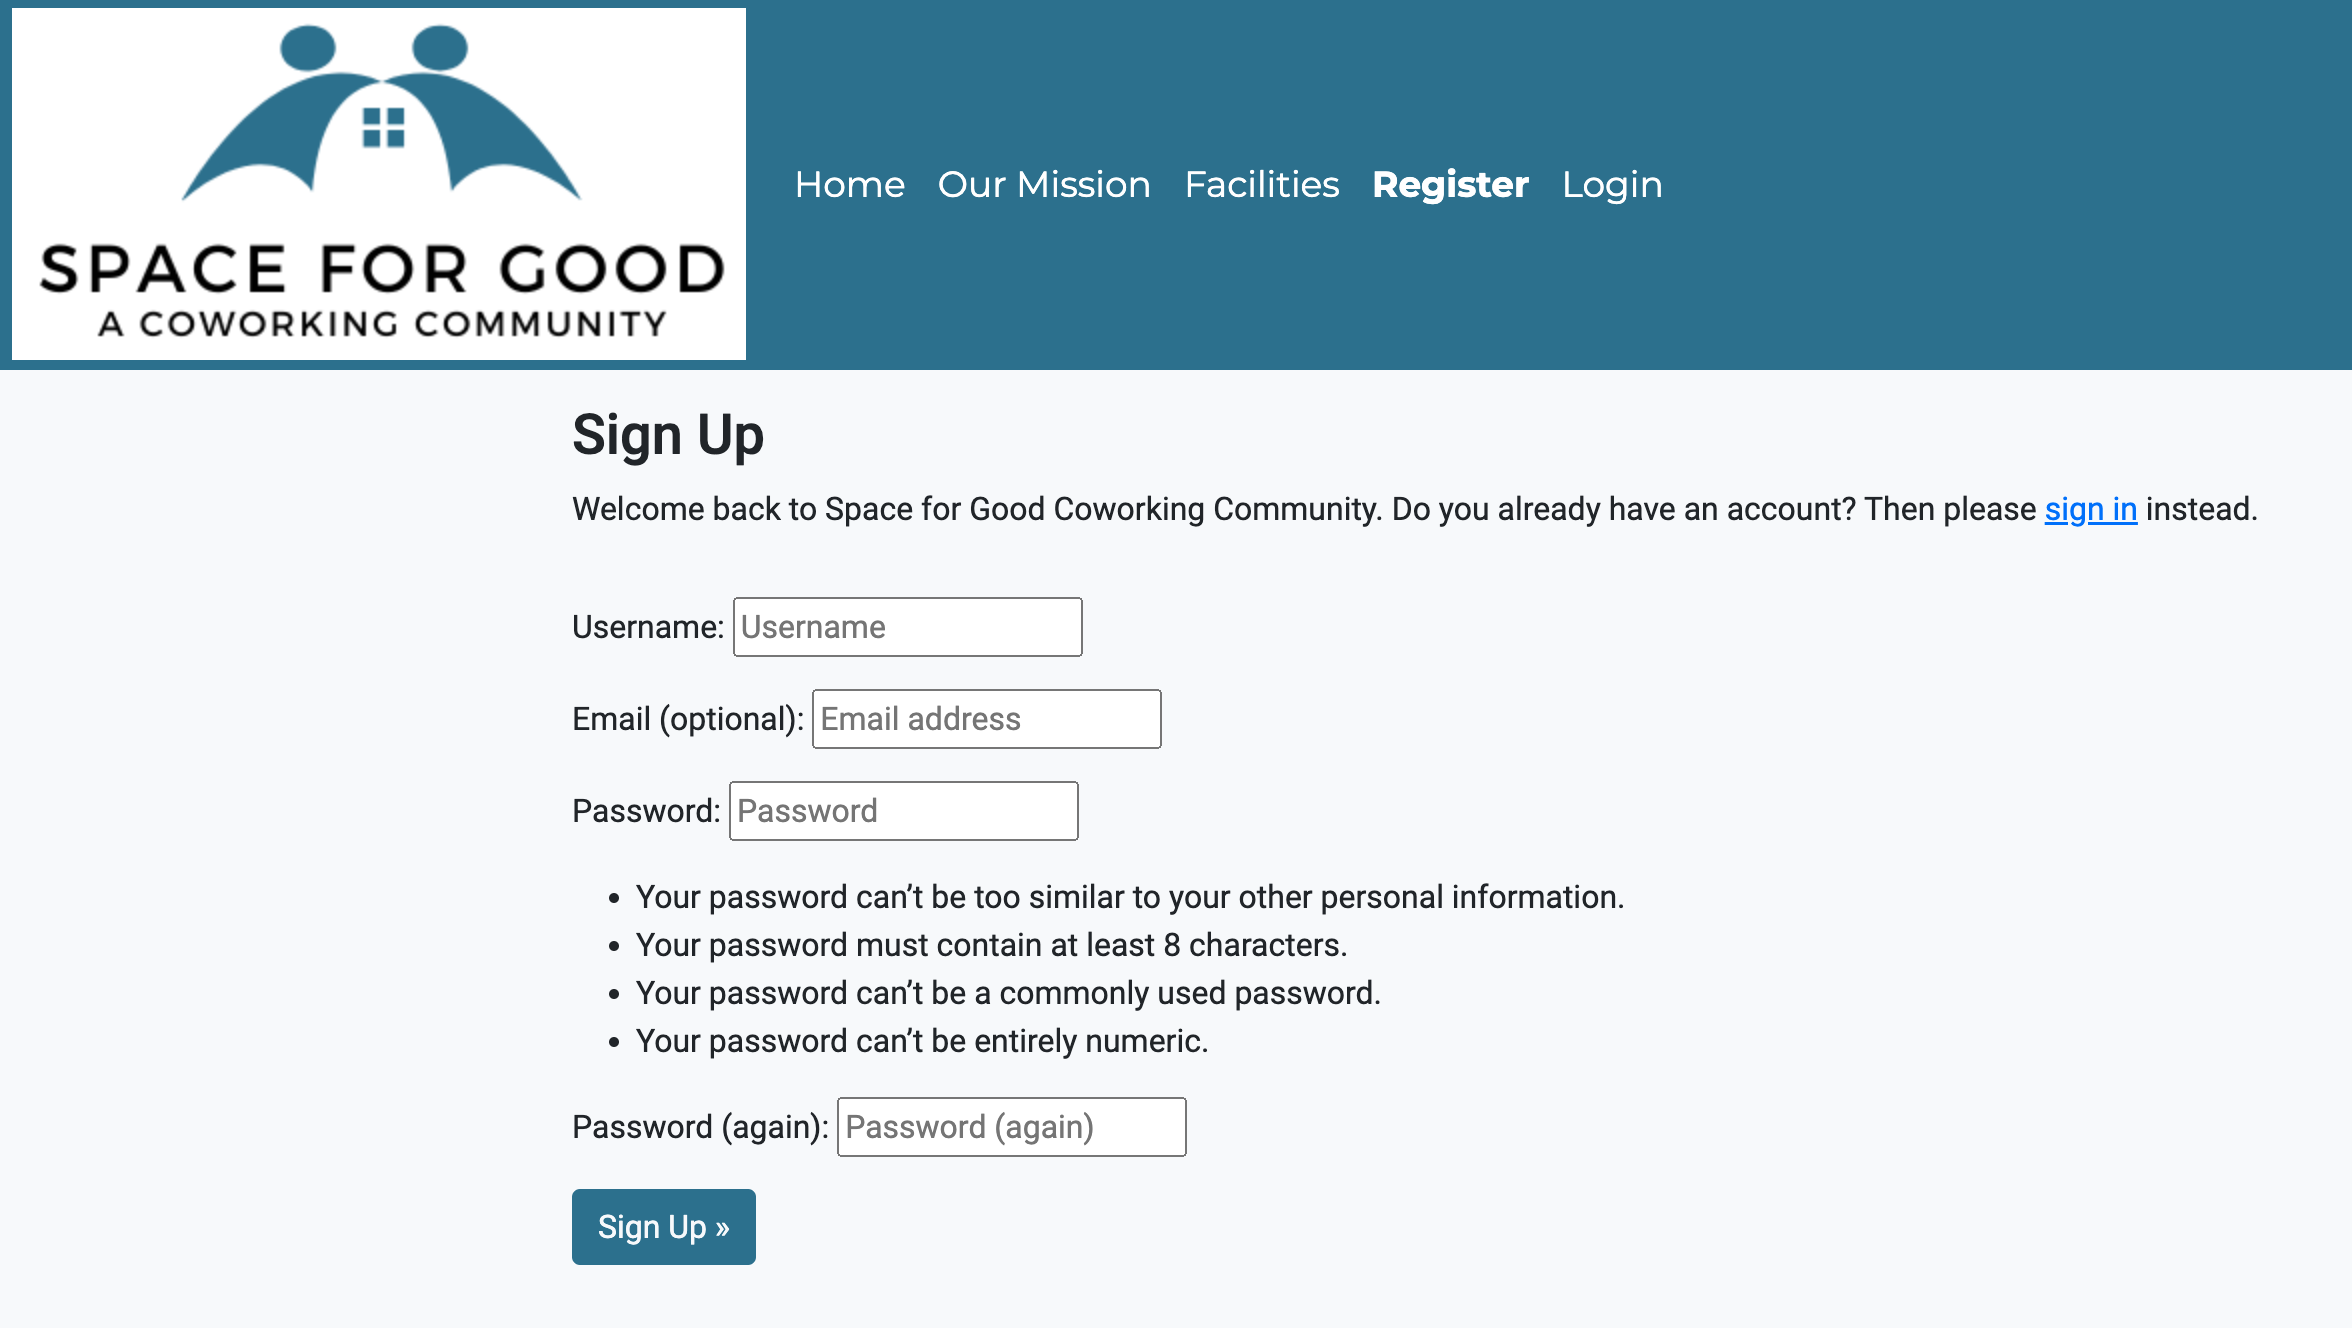 SPACE FOR GOOD
A COWORKING COMMUNITY
Home Our Mission Facilities Register Login
Sign Up
Welcome back to Space for Good Coworking Community. Do you already have an account? Then please sign in instead.
Username: Username
Email (optional): Email address
Password: Password
• Your password can’t be too similar to your other personal information.
• Your password must contain at least 8 characters.
• Your password can’t be a commonly used password.
• Your password can’t be entirely numeric.
Password (again): Password (again)
Sign Up »